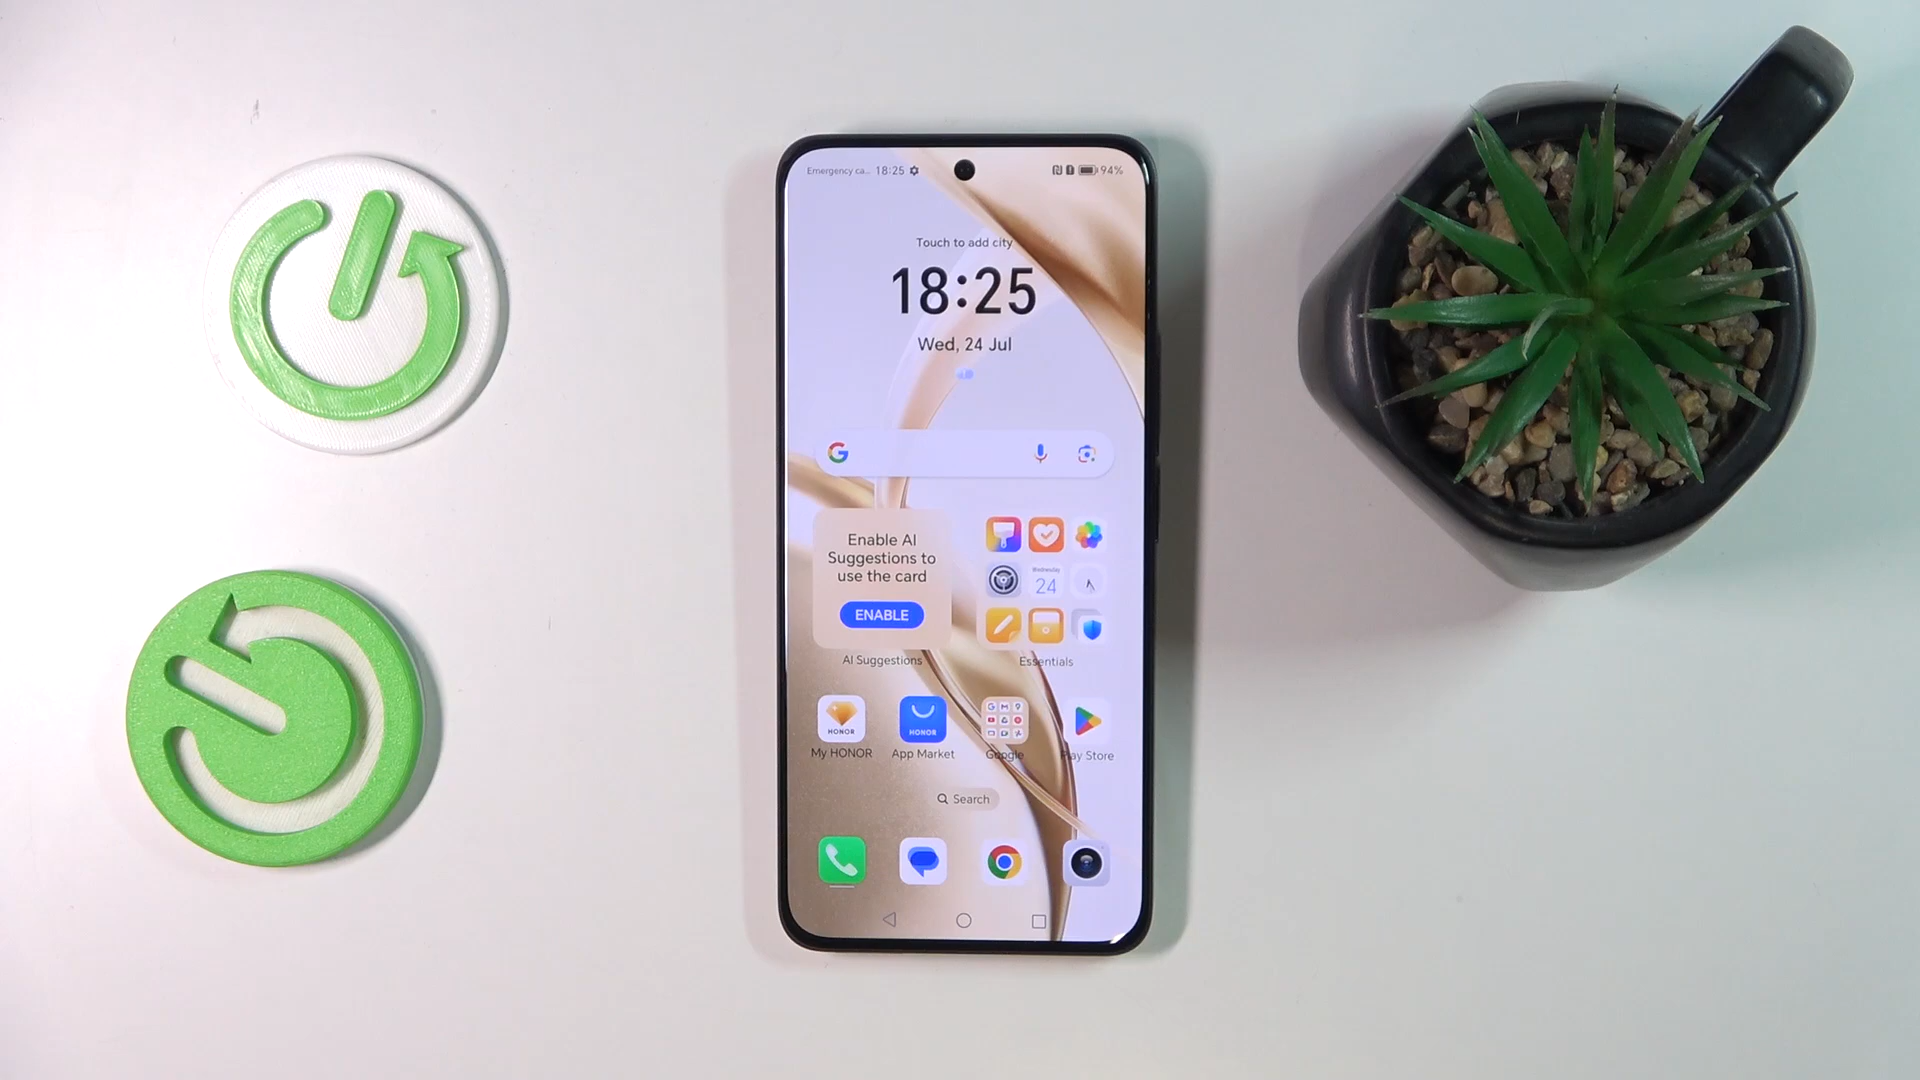 Emergency ca... 18:25
94%
Touch to add city
18:25
Wed, 24 Jul
Enable AI
Suggestions to
use the card
ENABLE
AI Suggestions
Wednesday
24
Essentials
HONOR
My HONOR
HONOR
App Market
Google
Play Store
Search